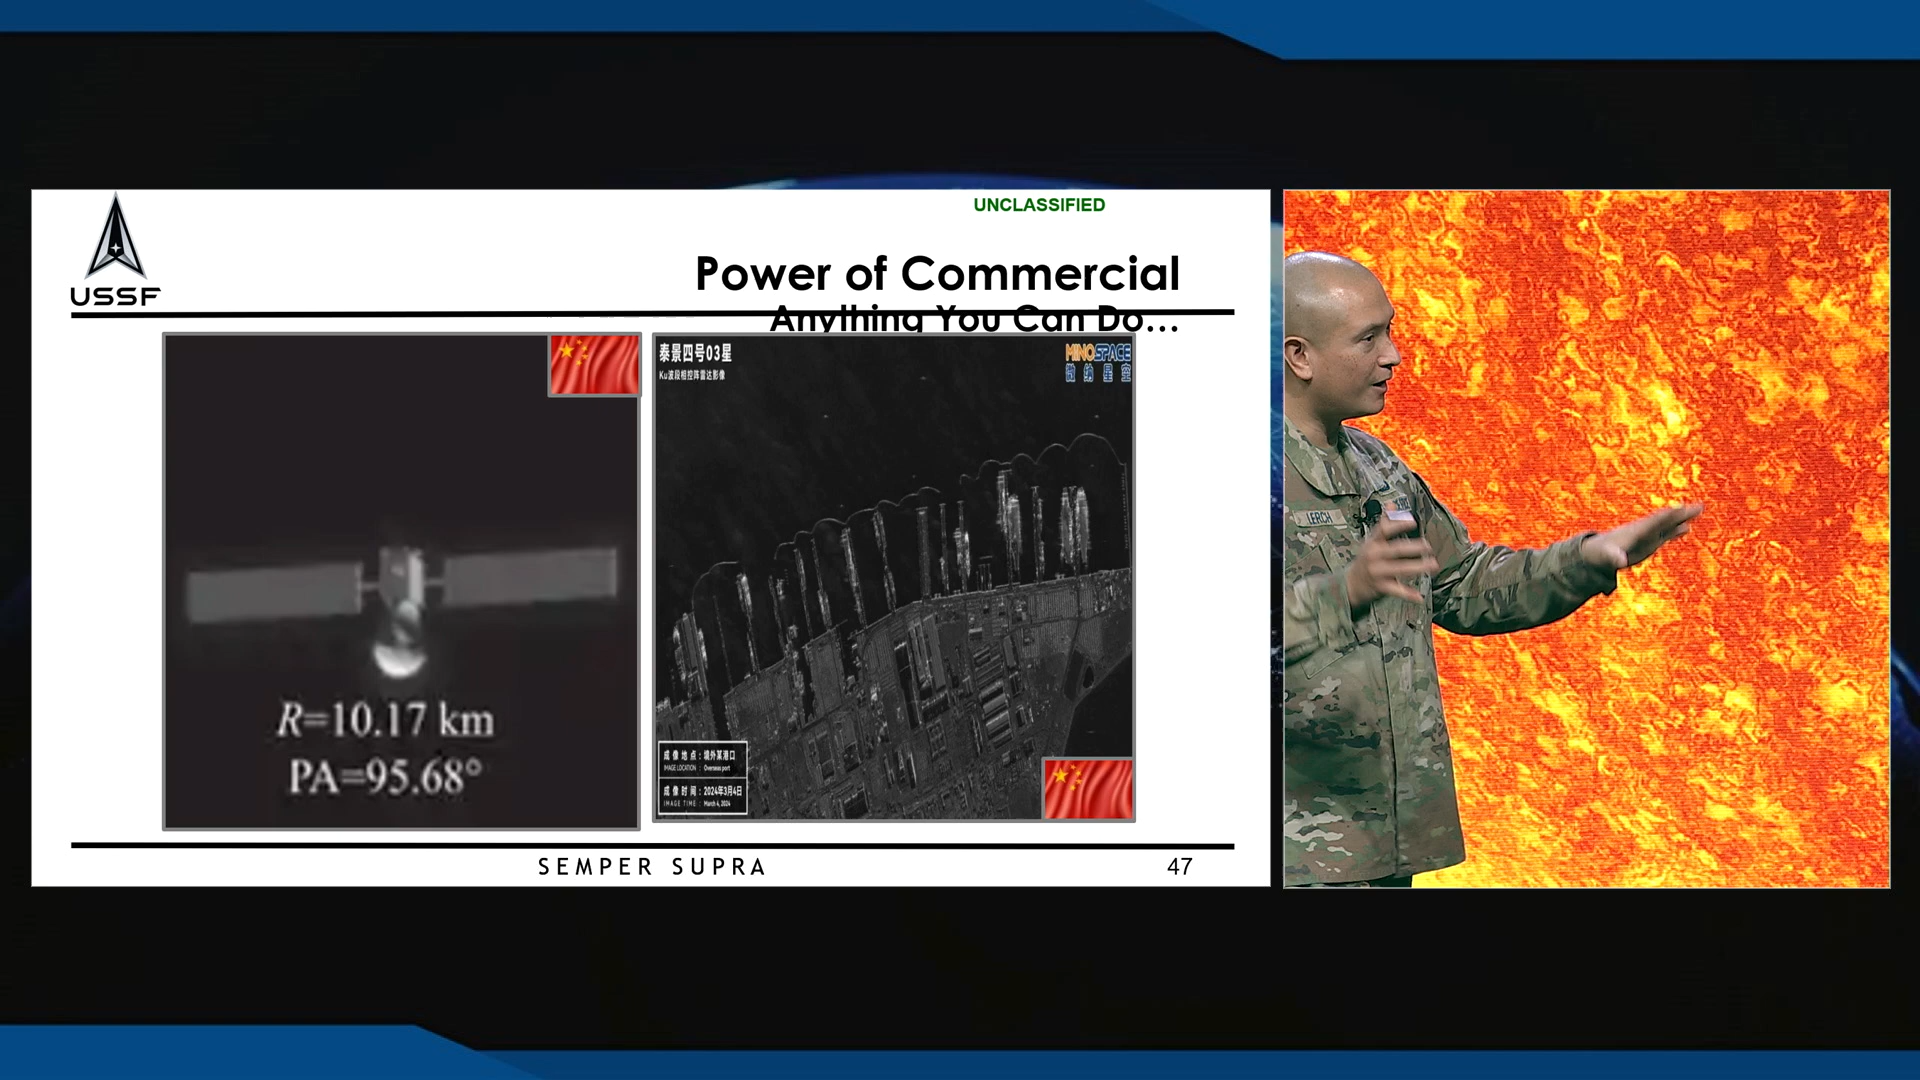 UNCLASSIFIED
USSF
Power of Commercial
Anything You Can Do...
R=10.17 km
PA=95.68°
泰景四号03星
Ku波段相控阵雷达影像
MINOSPACE
微纳星空
成像地点：境外某港口
IMAGE LOCATION : Overseas port
成像时间：2024年3月4日
IMAGE TIME : March 4, 2024
SEMPER SUPRA
47
LERCH